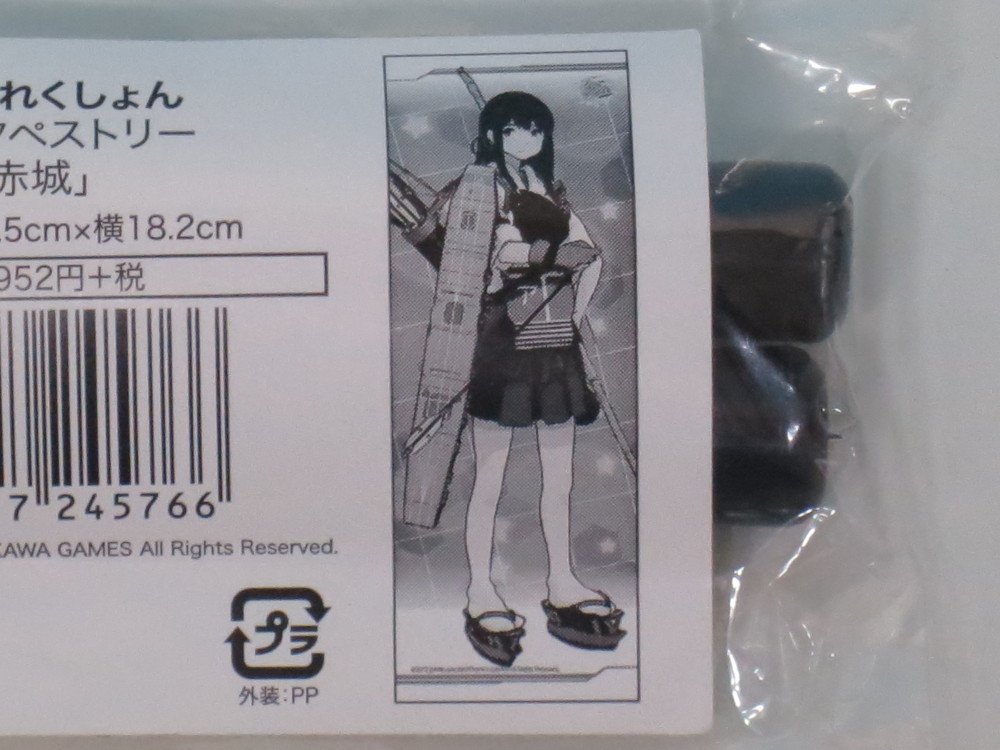 れくしょん
ペストリー
赤城」
.5cm×横18.2cm
952円+税
7 245766
KAWA GAMES All Rights Reserved.
プラ
外装:PP
ア